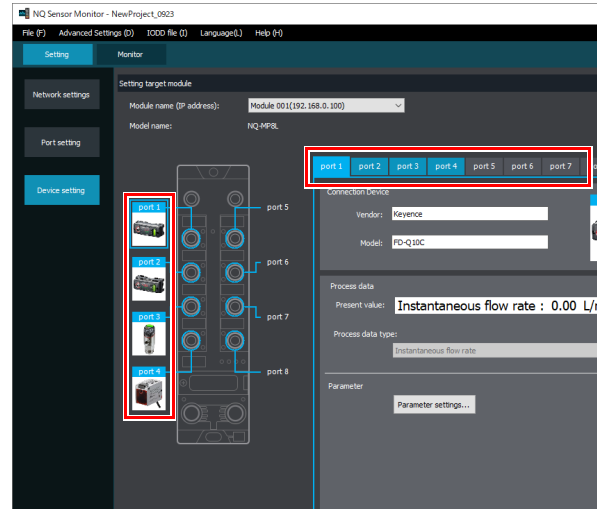 NQ Sensor Monitor - NewProject_0923
File (F) Advanced Settings (D) IODD file (I) Language(L) Help (H)
Setting Monitor
Setting target module
Network settings
Module name (IP address): Module 001(192.168.0.100)
Model name: NQ-MP8L
Port setting
port 1 port 2 port 3 port 4 port 5 port 6 port 7
Device setting
Connection Device
port 1 port 5
Vendor: Keyence
Model: FD-Q10C
port 2 port 6
Process data
Present value: Instantaneous flow rate : 0.00
port 3 port 7
Process data type:
Instantaneous flow rate
port 4 port 8
Parameter
Parameter settings...